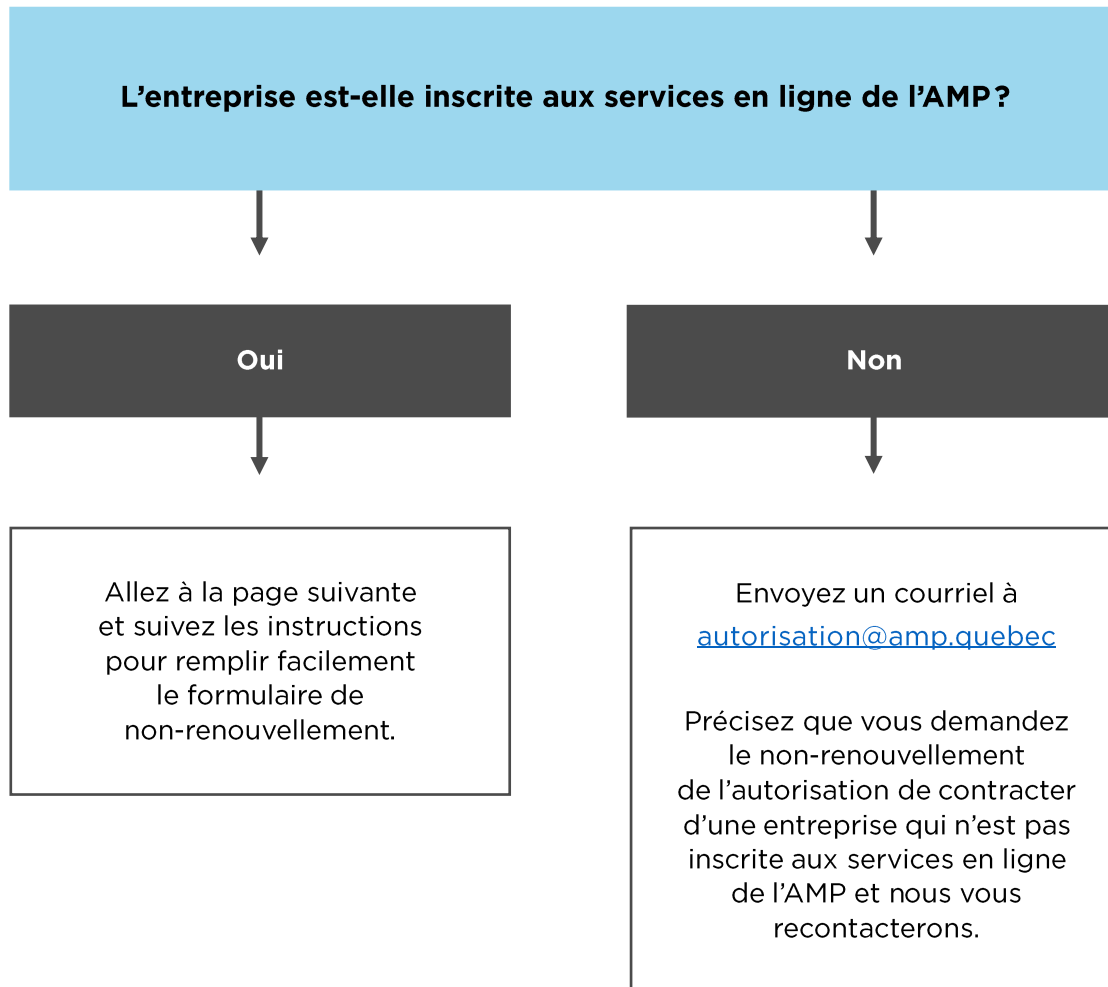 L’entreprise est-elle inscrite aux services en ligne de l’AMP ?
Oui
Non
Allez à la page suivante
et suivez les instructions
pour remplir facilement
le formulaire de
non-renouvellement.
Envoyez un courriel à
autorisation@amp.quebec
Précisez que vous demandez
le non-renouvellement
de l’autorisation de contracter
d’une entreprise qui n’est pas
inscrite aux services en ligne
de l’AMP et nous vous
recontacterons.